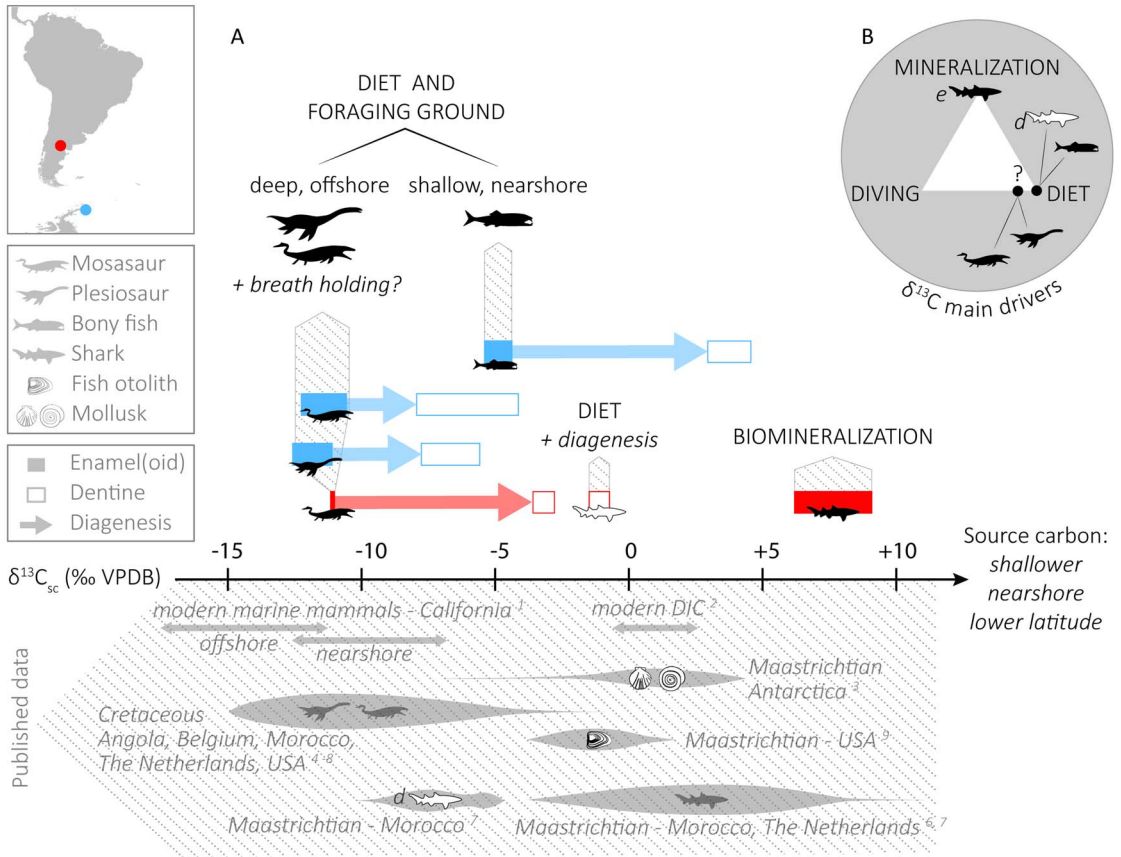 A
B
DIET AND
FORAGING GROUND
deep, offshore
shallow, nearshore
+ breath holding?
MINERALIZATION
e
d
?
DIVING
DIET
δ¹³C main drivers
Mosasaur
Plesiosaur
Bony fish
Shark
Fish otolith
Mollusk
Enamel(oid)
Dentine
Diagenesis
DIET
+ diagenesis
BIOMINERALIZATION
δ¹³Csc (‰ VPDB)
-15
-10
-5
0
+5
+10
Source carbon:
shallower
nearshore
lower latitude
Published data
modern marine mammals - California ¹
offshore
nearshore
modern DIC ²
Maastrichtian
Antarctica ³
Cretaceous
Angola, Belgium, Morocco,
The Netherlands, USA ⁴⁻⁸
Maastrichtian - USA ⁹
d
Maastrichtian - Morocco ⁷
Maastrichtian - Morocco, The Netherlands ⁶,⁷